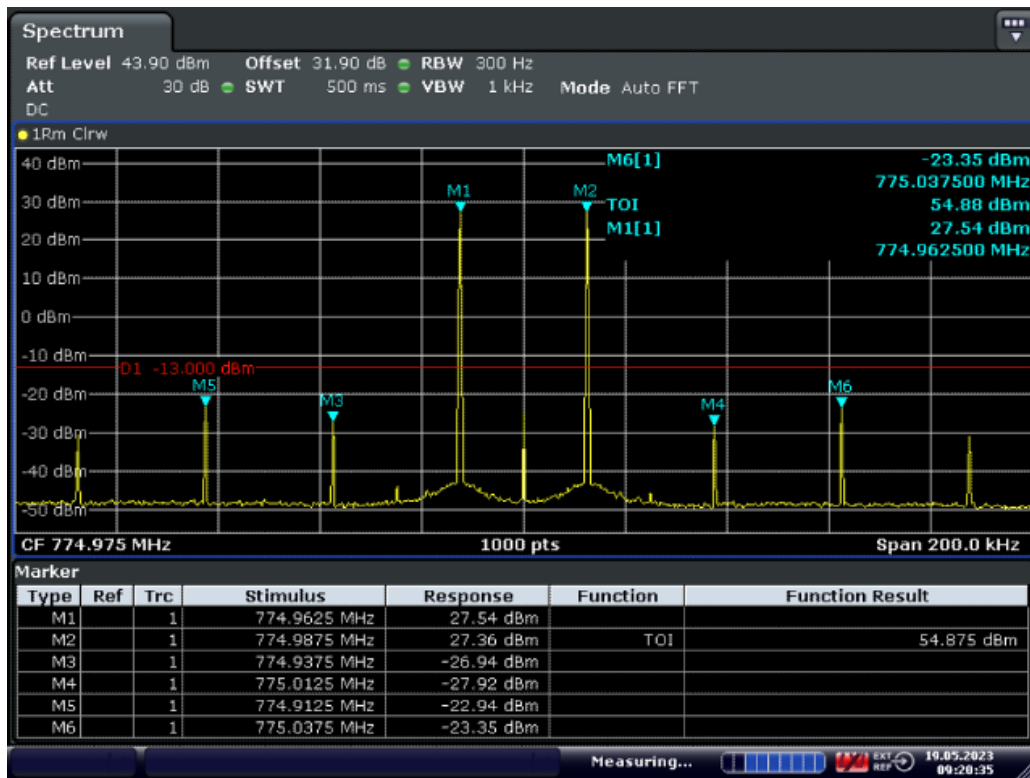 Spectrum
Ref Level 43.90 dBm Offset 31.90 dB RBW 300 Hz
Att 30 dB SWT 500 ms VBW 1 kHz Mode Auto FFT
DC
1Rm Clrw
40 dBm
M6[1] -23.35 dBm
775.037500 MHz
M1 M2
30 dBm
TOI 54.88 dBm
M1[1] 27.54 dBm
20 dBm
774.962500 MHz
10 dBm
0 dBm
-10 dBm
D1 -13.000 dBm
M5 M6
-20 dBm
M3 M4
-30 dBm
-40 dBm
-50 dBm
CF 774.975 MHz 1000 pts Span 200.0 kHz
Marker
Type Ref Trc Stimulus Response Function Function Result
M1 1 774.9625 MHz 27.54 dBm
M2 1 774.9875 MHz 27.36 dBm TOI 54.875 dBm
M3 1 774.9375 MHz -26.94 dBm
M4 1 775.0125 MHz -27.92 dBm
M5 1 774.9125 MHz -22.94 dBm
M6 1 775.0375 MHz -23.35 dBm
Measuring... EXT REF 19.05.2023
09:20:35